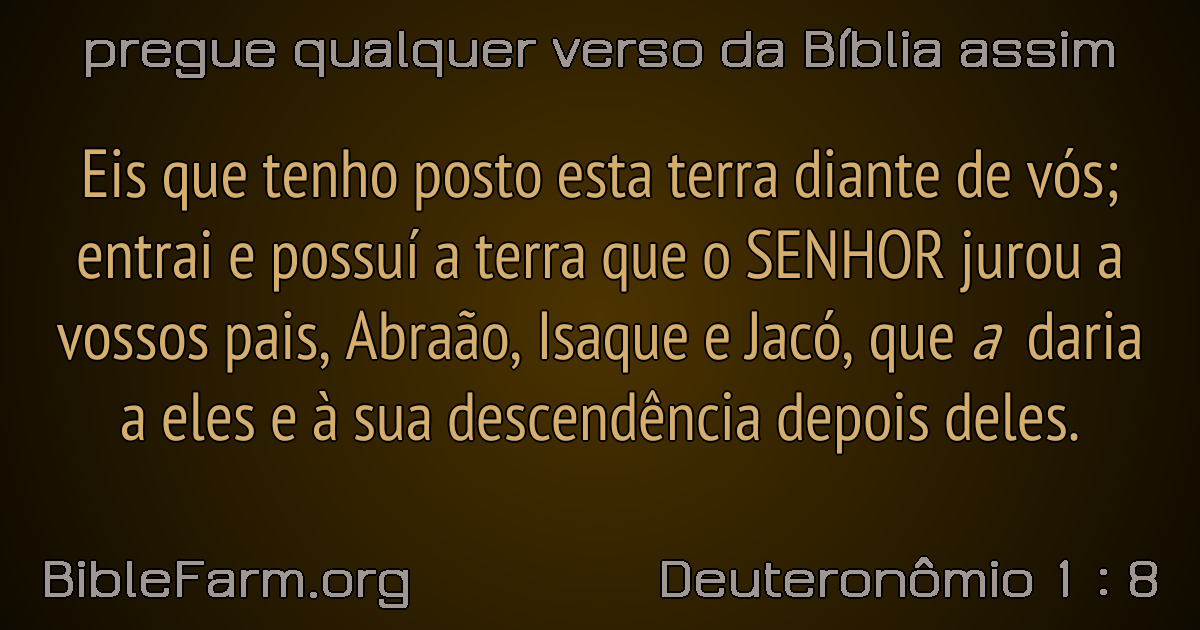 pregue qualquer verso da Bíblia assim
Eis que tenho posto esta terra diante de vós;
entrai e possuí a terra que o SENHOR jurou a
vossos pais, Abraão, Isaque e Jacó, que a daria
a eles e à sua descendência depois deles.
BibleFarm.org
Deuteronômio 1 : 8